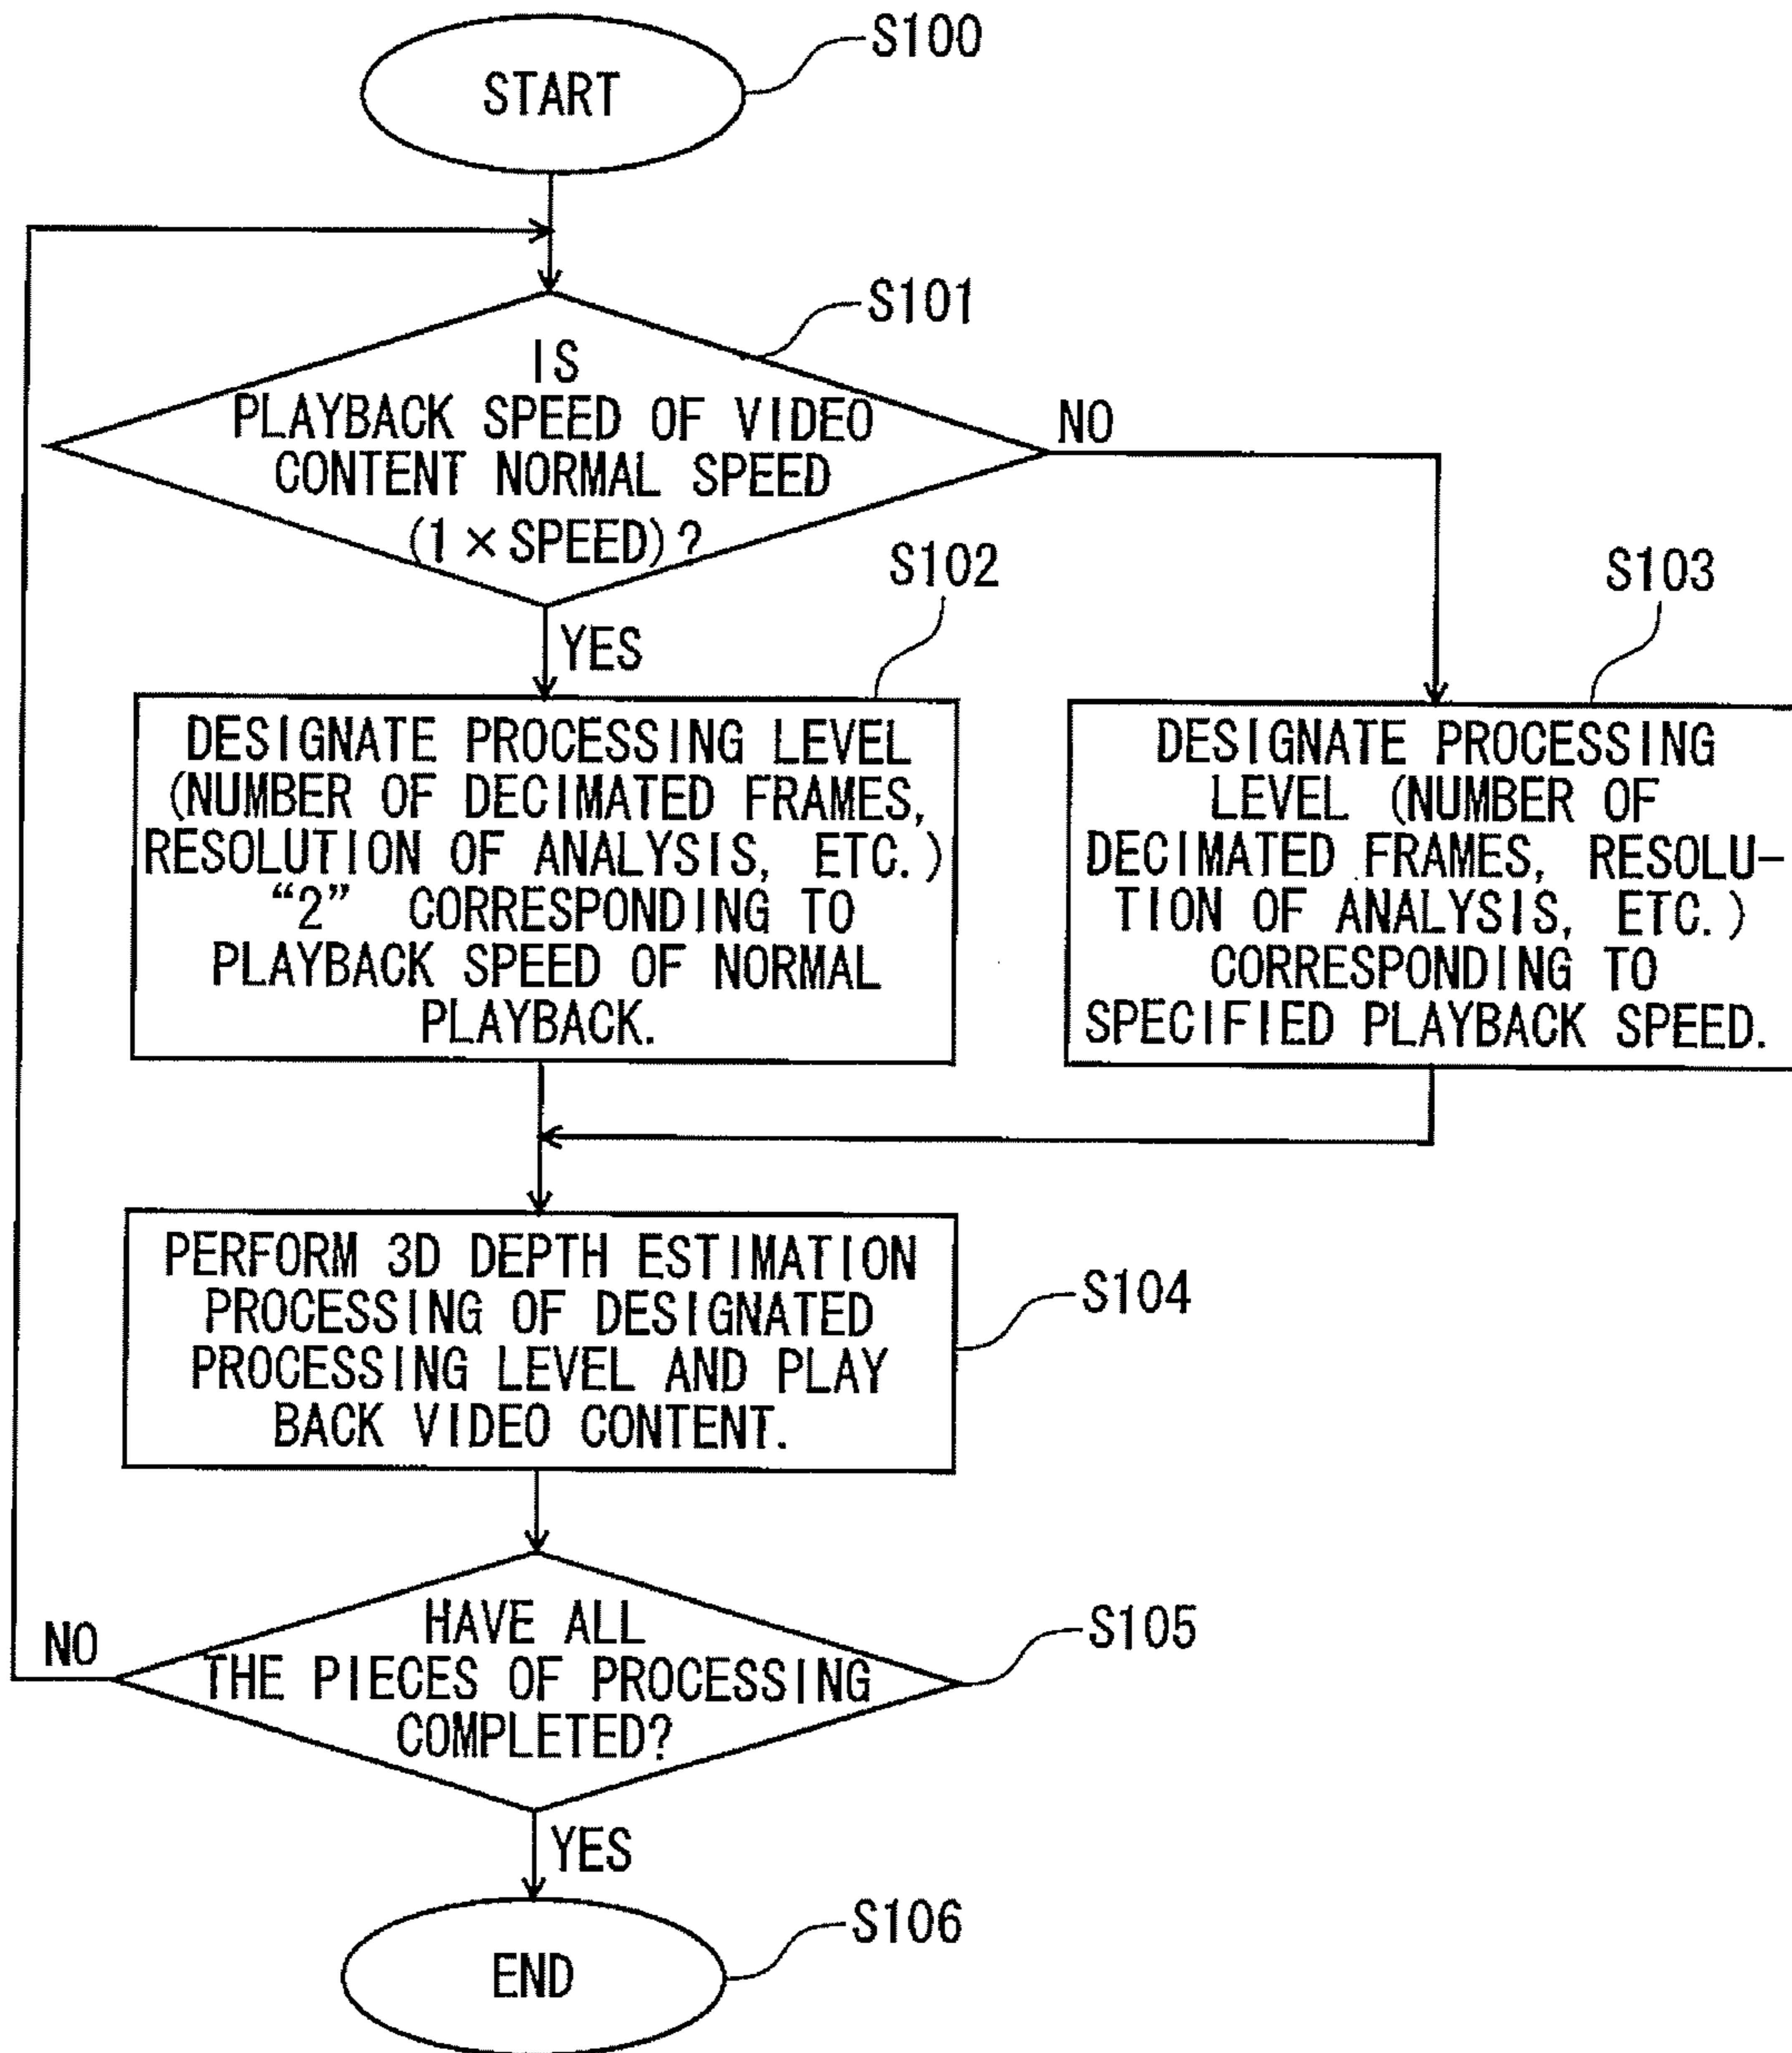 S100
START
S101
IS
PLAYBACK SPEED OF VIDEO
CONTENT NORMAL SPEED
(1 × SPEED)?
NO
YES
S102
DESIGNATE PROCESSING LEVEL
(NUMBER OF DECIMATED FRAMES,
RESOLUTION OF ANALYSIS, ETC.)
“2” CORRESPONDING TO
PLAYBACK SPEED OF NORMAL
PLAYBACK.
S103
DESIGNATE PROCESSING
LEVEL (NUMBER OF
DECIMATED FRAMES, RESOLU-
TION OF ANALYSIS, ETC.)
CORRESPONDING TO
SPECIFIED PLAYBACK SPEED.
PERFORM 3D DEPTH ESTIMATION
PROCESSING OF DESIGNATED
PROCESSING LEVEL AND PLAY
BACK VIDEO CONTENT.
S104
NO
HAVE ALL
THE PIECES OF PROCESSING
COMPLETED?
S105
YES
S106
END